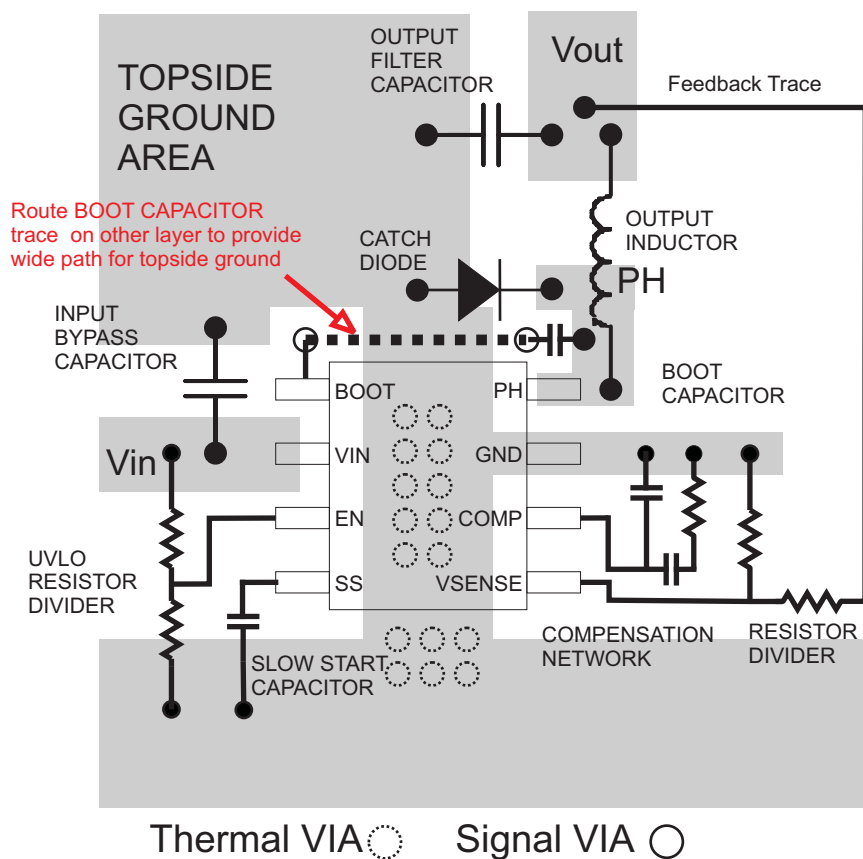 OUTPUT
FILTER
CAPACITOR
Vout
Feedback Trace
TOPSIDE
GROUND
AREA
Route BOOT CAPACITOR
trace on other layer to provide
wide path for topside ground
CATCH
DIODE
OUTPUT
INDUCTOR
PH
INPUT
BYPASS
CAPACITOR
BOOT
CAPACITOR
BOOT
PH
Vin
VIN
GND
EN
COMP
UVLO
RESISTOR
DIVIDER
SS
VSENSE
SLOW START
CAPACITOR
COMPENSATION
NETWORK
RESISTOR
DIVIDER
Thermal VIA
Signal VIA